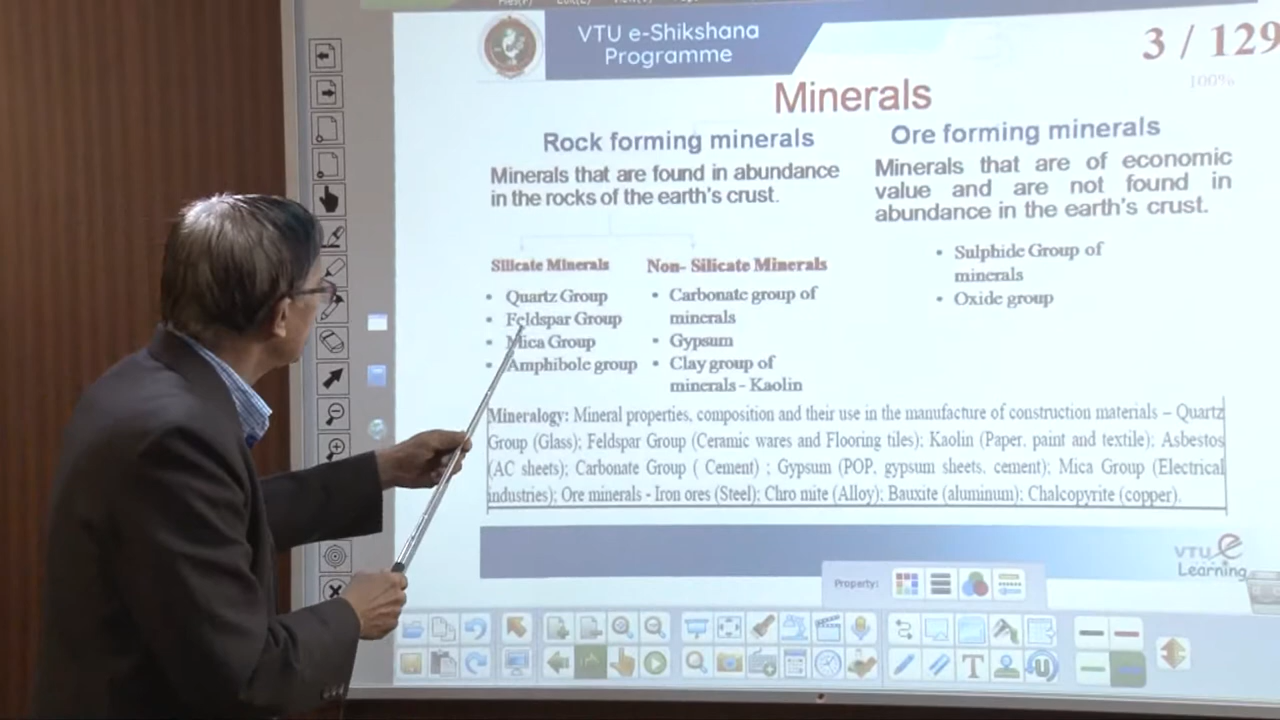 VTU e-Shikshana
Programme
3 / 129
100%
Minerals
Rock forming minerals
Minerals that are found in abundance
in the rocks of the earth's crust.
Ore forming minerals
Minerals that are of economic
value and are not found in
abundance in the earth's crust.
Silicate Minerals
• Quartz Group
• Feldspar Group
• Mica Group
• Amphibole group
Non- Silicate Minerals
• Carbonate group of
minerals
• Gypsum
• Clay group of
minerals - Kaolin
• Sulphide Group of
minerals
• Oxide group
Mineralogy: Mineral properties, composition and their use in the manufacture of construction materials – Quartz
Group (Glass); Feldspar Group (Ceramic wares and Flooring tiles); Kaolin (Paper, paint and textile); Asbestos
(AC sheets); Carbonate Group ( Cement) ; Gypsum (POP, gypsum sheets, cement); Mica Group (Electrical
industries); Ore minerals - Iron ores (Steel); Chro mite (Alloy); Bauxite (aluminum); Chalcopyrite (copper).
VTU e
Learning
Property: